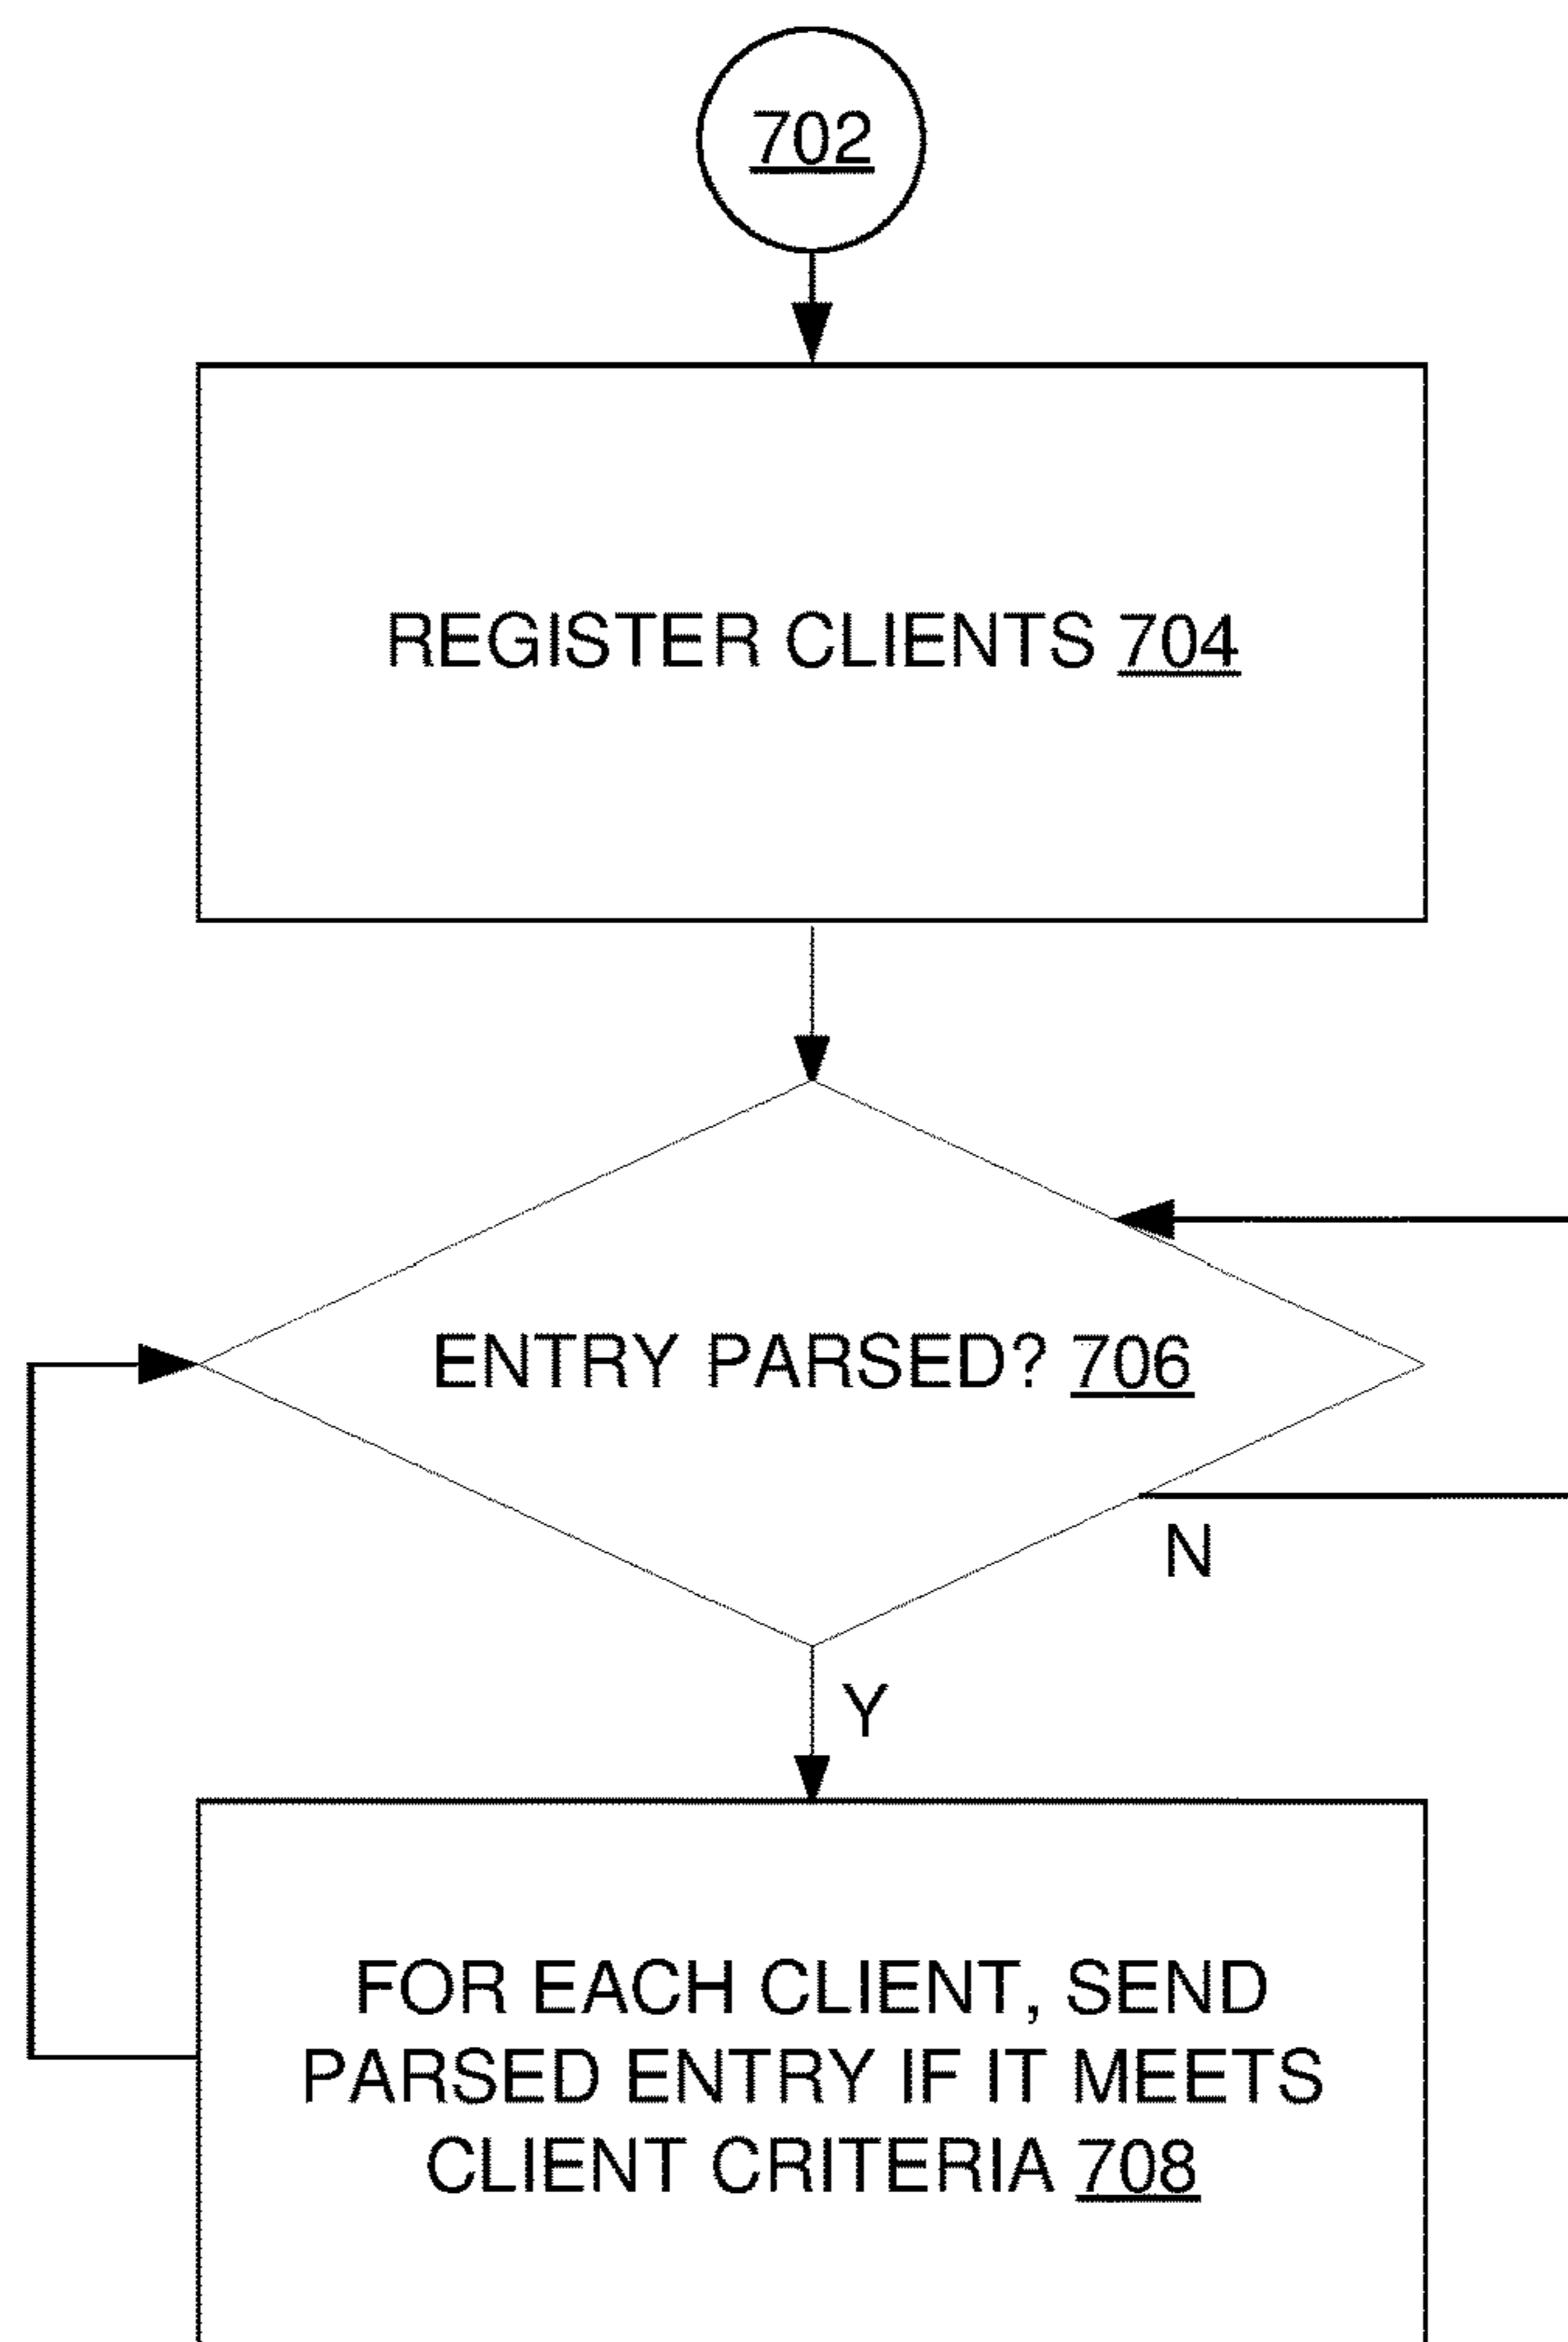 702
REGISTER CLIENTS 704
ENTRY PARSED? 706
N
Y
FOR EACH CLIENT, SEND
PARSED ENTRY IF IT MEETS
CLIENT CRITERIA 708